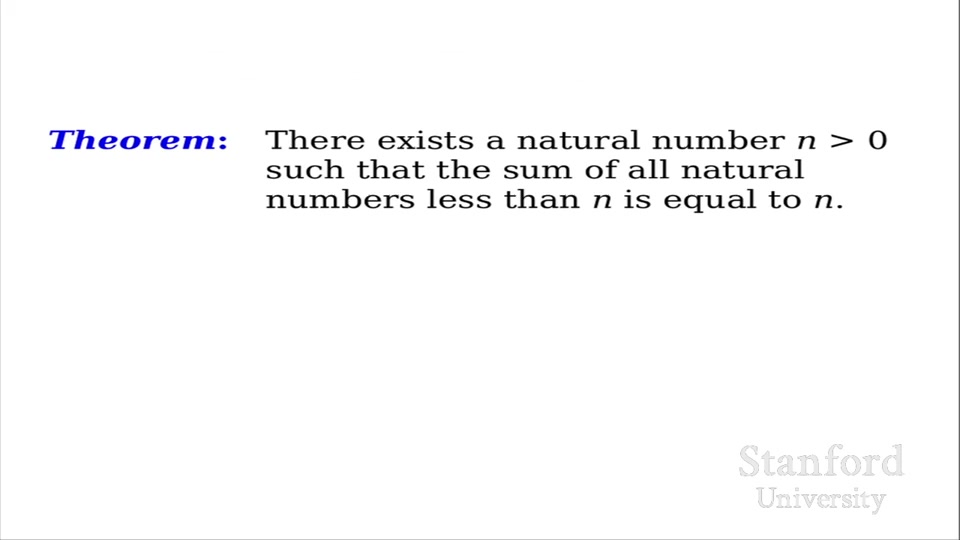 Theorem: There exists a natural number n > 0
such that the sum of all natural
numbers less than n is equal to n.
Stanford
University